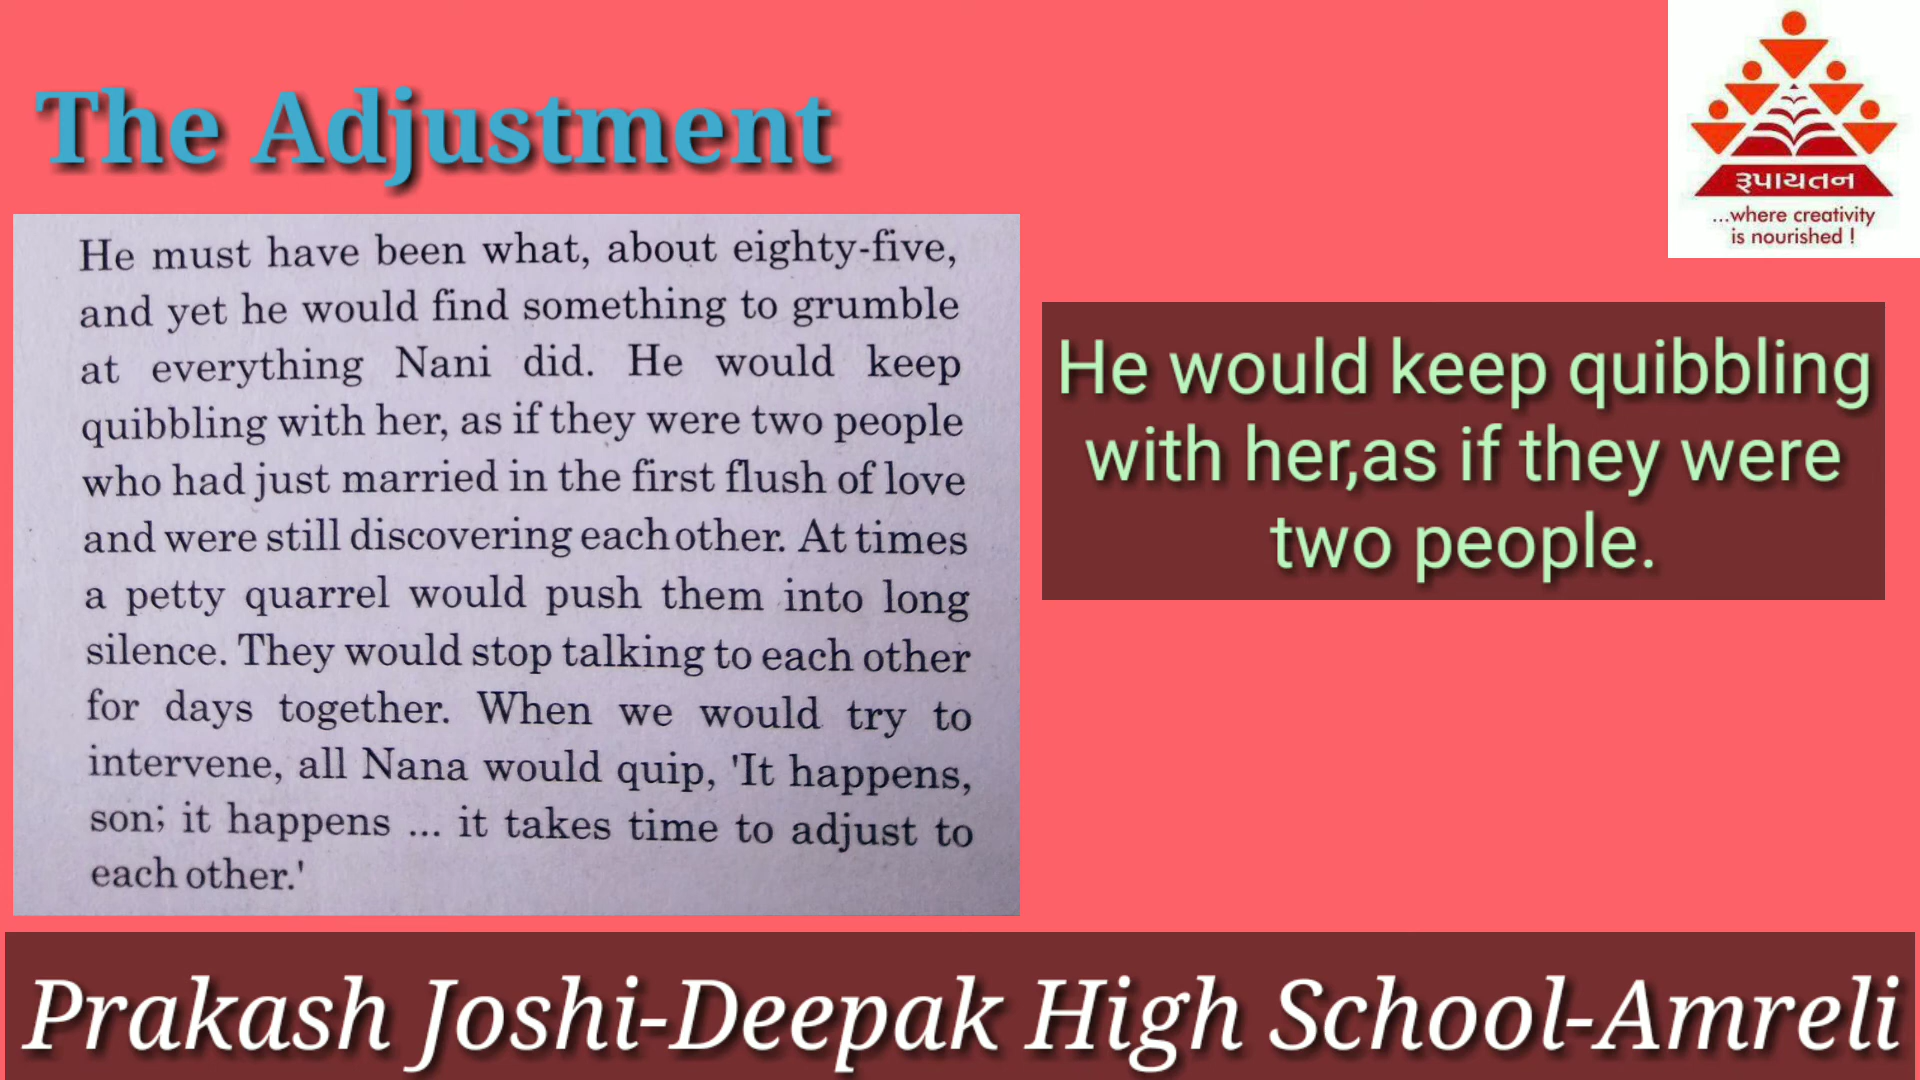 The Adjustment
રૂપાયતન
...where creativity
is nourished !
He must have been what, about eighty-five,
and yet he would find something to grumble
at everything Nani did. He would keep
quibbling with her, as if they were two people
who had just married in the first flush of love
and were still discovering each other. At times
a petty quarrel would push them into long
silence. They would stop talking to each other
for days together. When we would try to
intervene, all Nana would quip, 'It happens,
son; it happens ... it takes time to adjust to
each other.'
He would keep quibbling
with her,as if they were
two people.
Prakash Joshi-Deepak High School-Amreli